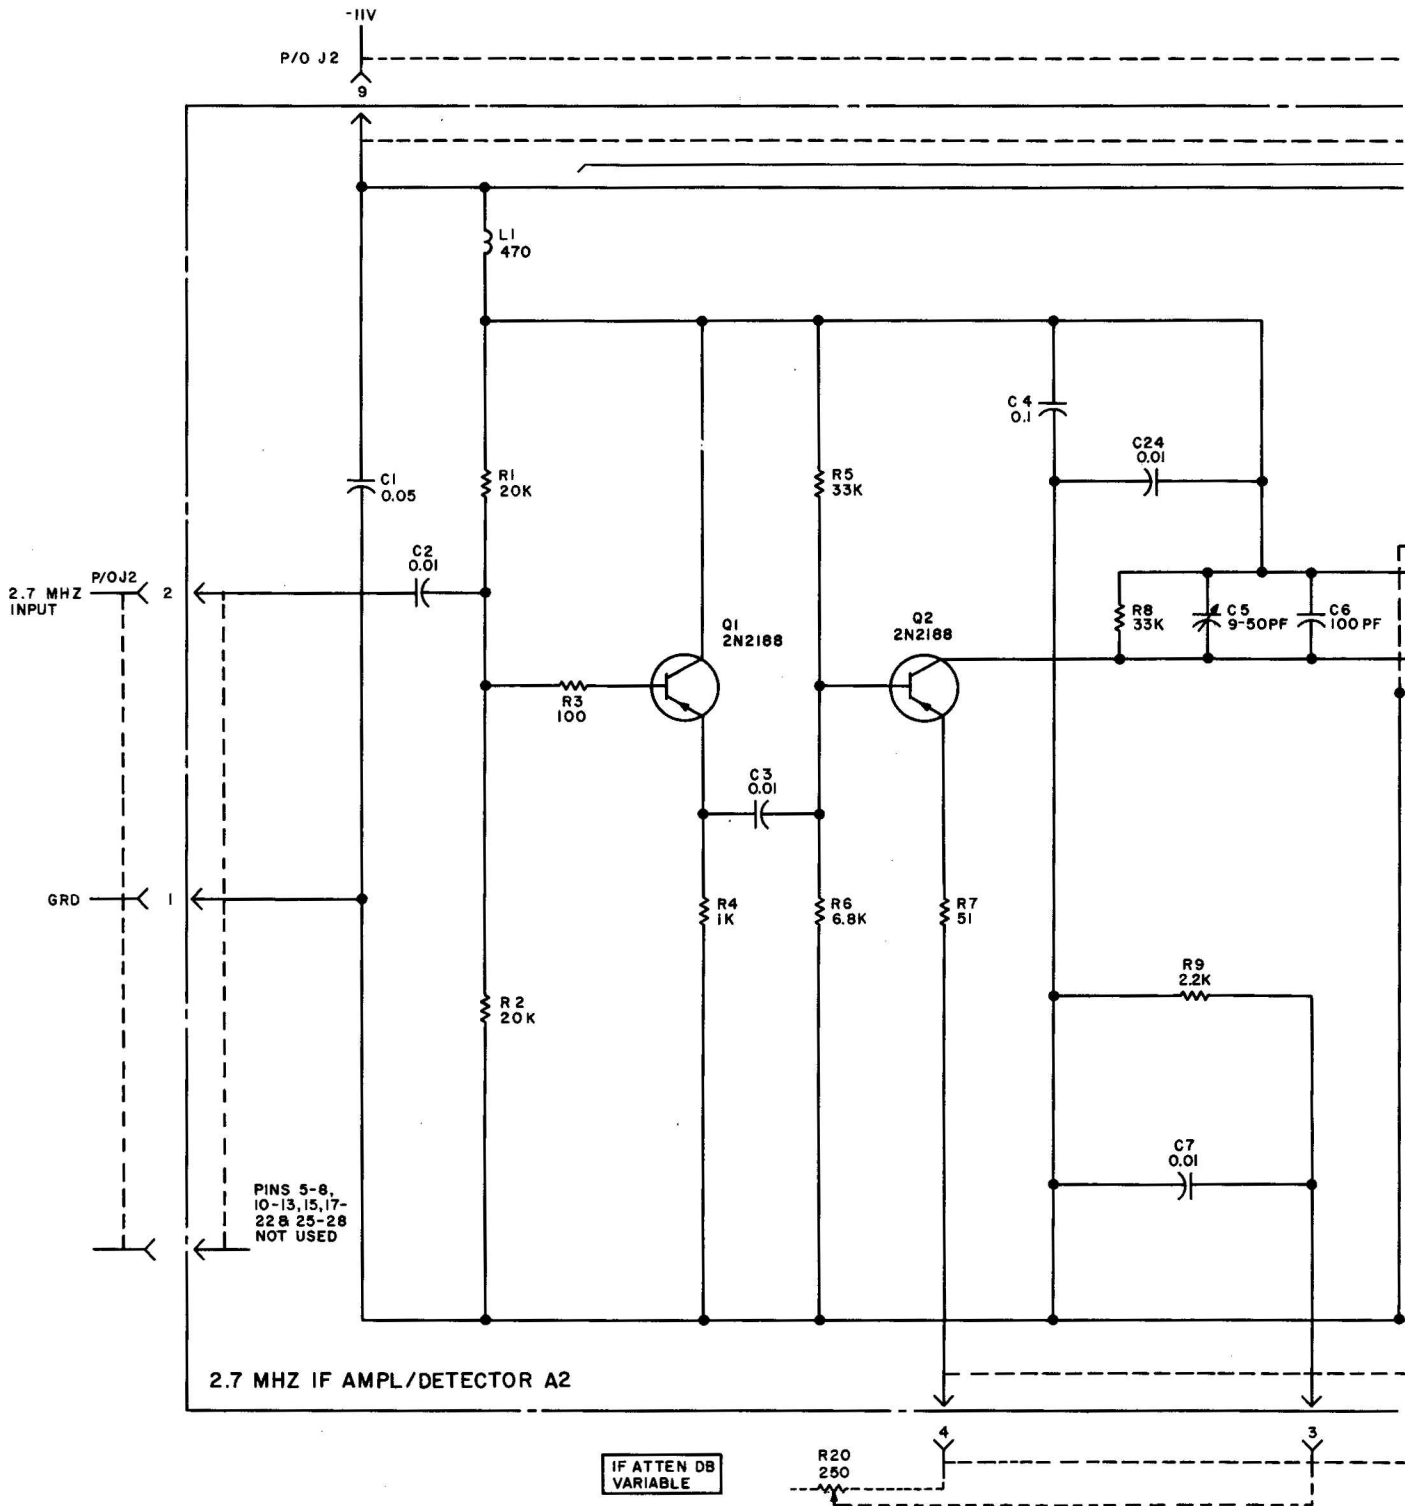 -11V
P/O J2
9
L1
470
C4
0.1
C24
0.01
C1
0.05
R1
20K
R5
33K
C2
0.01
P/OJ2
2.7 MHZ
INPUT
2
Q1
2N2188
Q2
2N2188
R8
33K
C5
9-50PF
C6
100PF
R3
100
C3
0.01
GRD
1
R4
1K
R6
6.8K
R7
51
R9
2.2K
R2
20K
C7
0.01
PINS 5-8,
10-13,15,17-
22 & 25-28
NOT USED
2.7 MHZ IF AMPL/DETECTOR A2
4
3
IF ATTEN DB
VARIABLE
R20
250